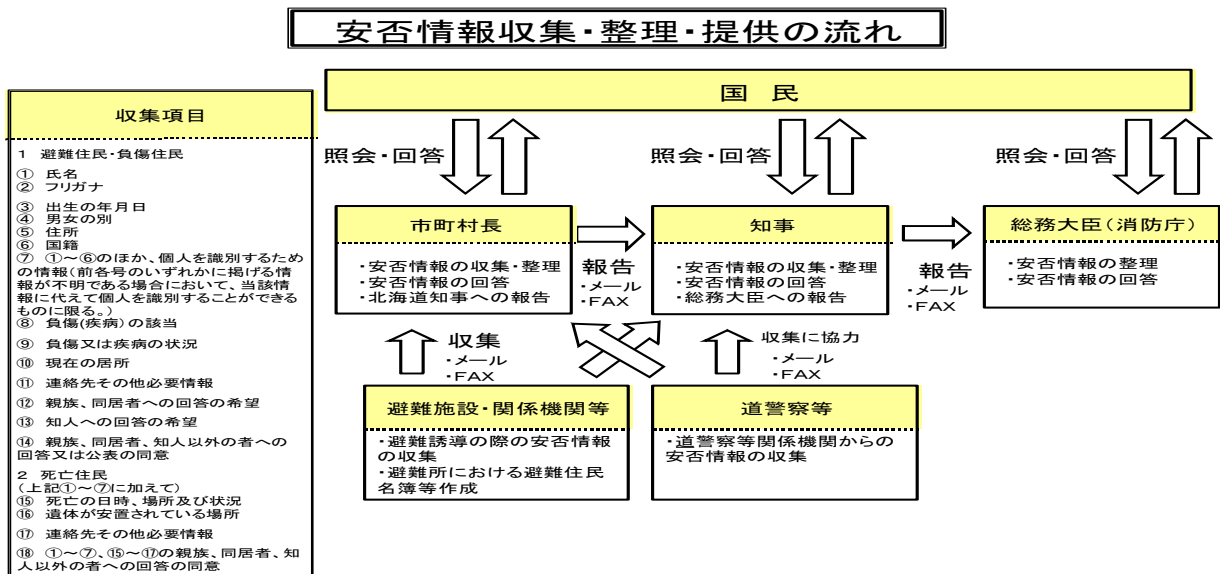 安否情報収集・整理・提供の流れ
収集項目
1 避難住民・負傷住民
① 氏名
② フリガナ
③ 出生の年月日
④ 男女の別
⑤ 住所
⑥ 国籍
⑦ ①～⑥のほか、個人を識別するため
の情報(前各号のいずれかに掲げる情
報が不明である場合において、当該情
報に代えて個人を識別することができる
ものに限る。)
⑧ 負傷(疾病)の該当
⑨ 負傷又は疾病の状況
⑩ 現在の居所
⑪ 連絡先その他必要情報
⑫ 親族、同居者への回答の希望
⑬ 知人への回答の希望
⑭ 親族、同居者、知人以外の者への
回答又は公表の同意
2 死亡住民
(上記①～⑦に加えて)
⑮ 死亡の日時、場所及び状況
⑯ 遺体が安置されている場所
⑰ 連絡先その他必要情報
⑱ ①～⑦、⑮～⑰の親族、同居者、知
人以外の者への回答の同意
国 民
照会・回答
照会・回答
照会・回答
市町村長
・安否情報の収集・整理
・安否情報の回答
・北海道知事への報告
報告
・メール
・FAX
知事
・安否情報の収集・整理
・安否情報の回答
・総務大臣への報告
報告
・メール
・FAX
総務大臣(消防庁)
・安否情報の整理
・安否情報の回答
収集
・メール
・FAX
収集に協力
・メール
・FAX
避難施設・関係機関等
・避難誘導の際の安否情報
の収集
・避難所における避難住民
名簿等作成
道警察等
・道警察等関係機関からの
安否情報の収集